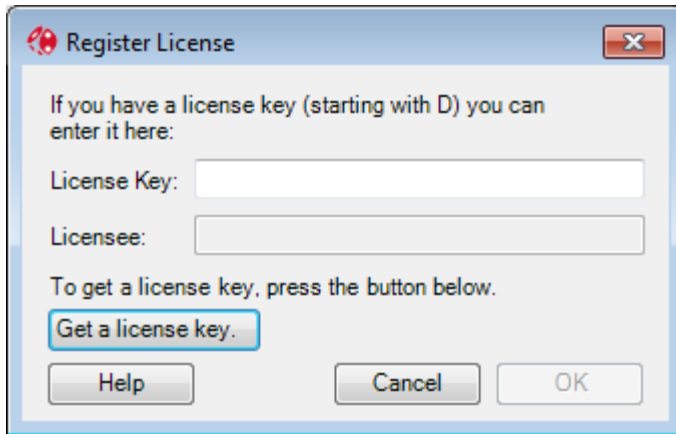 Register License
If you have a license key (starting with D) you can
enter it here:
License Key:
Licensee:
To get a license key, press the button below.
Get a license key.
Help
Cancel
OK